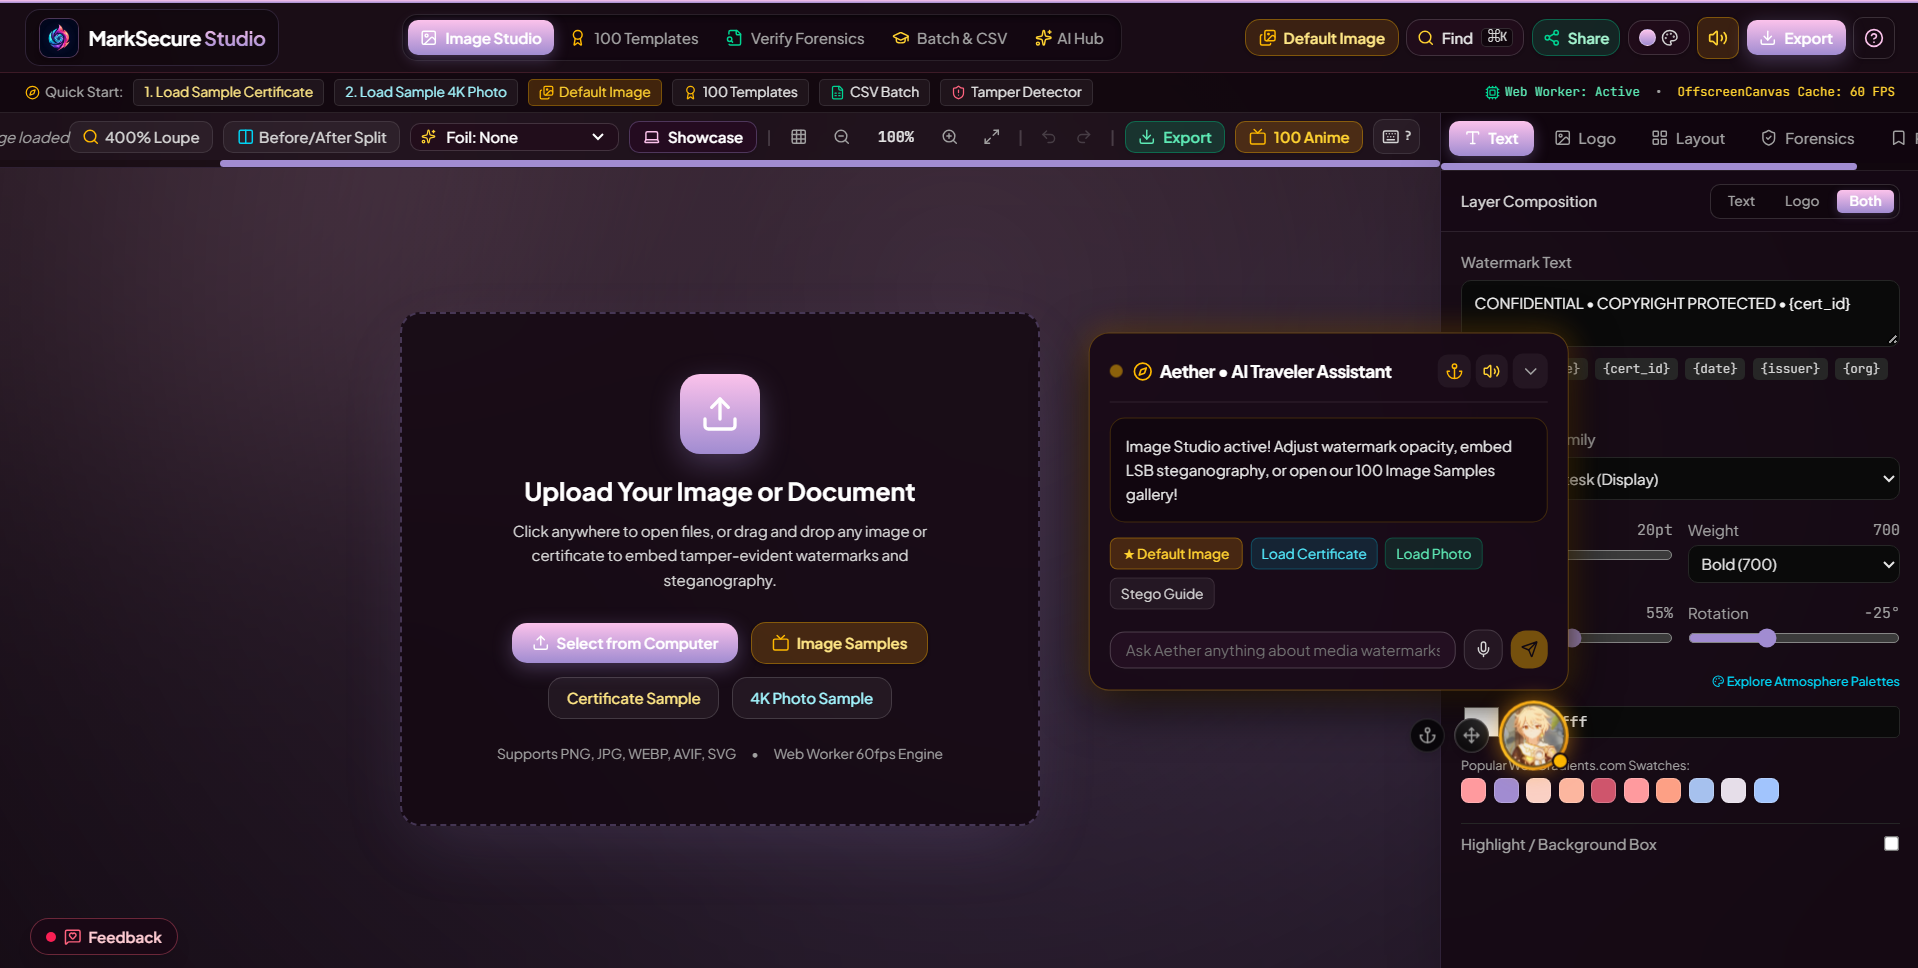 MarkSecure Studio
Image Studio
100 Templates
Verify Forensics
Batch & CSV
AI Hub
Default Image
Find ⌘K
Share
Export
Quick Start:
1. Load Sample Certificate
2. Load Sample 4K Photo
Default Image
100 Templates
CSV Batch
Tamper Detector
Web Worker: Active • OffscreenCanvas Cache: 60 FPS
loaded
400% Loupe
Before/After Split
Foil: None
Showcase
100%
Export
100 Anime
?
Text
Logo
Layout
Forensics
Layer Composition
Text
Logo
Both
Watermark Text
CONFIDENTIAL • COPYRIGHT PROTECTED • {cert_id}
{cert_id}
{date}
{issuer}
{org}
Upload Your Image or Document
Click anywhere to open files, or drag and drop any image or
certificate to embed tamper-evident watermarks and
steganography.
Select from Computer
Image Samples
Certificate Sample
4K Photo Sample
Supports PNG, JPG, WEBP, AVIF, SVG • Web Worker 60fps Engine
Aether • AI Traveler Assistant
Image Studio active! Adjust watermark opacity, embed
LSB steganography, or open our 100 Image Samples
gallery!
★ Default Image
Load Certificate
Load Photo
Stego Guide
Ask Aether anything about media watermarks
(Display)
20pt
Weight
700
Bold (700)
55%
Rotation
-25°
Explore Atmosphere Palettes
Popular
Swatches:
Highlight / Background Box
Feedback